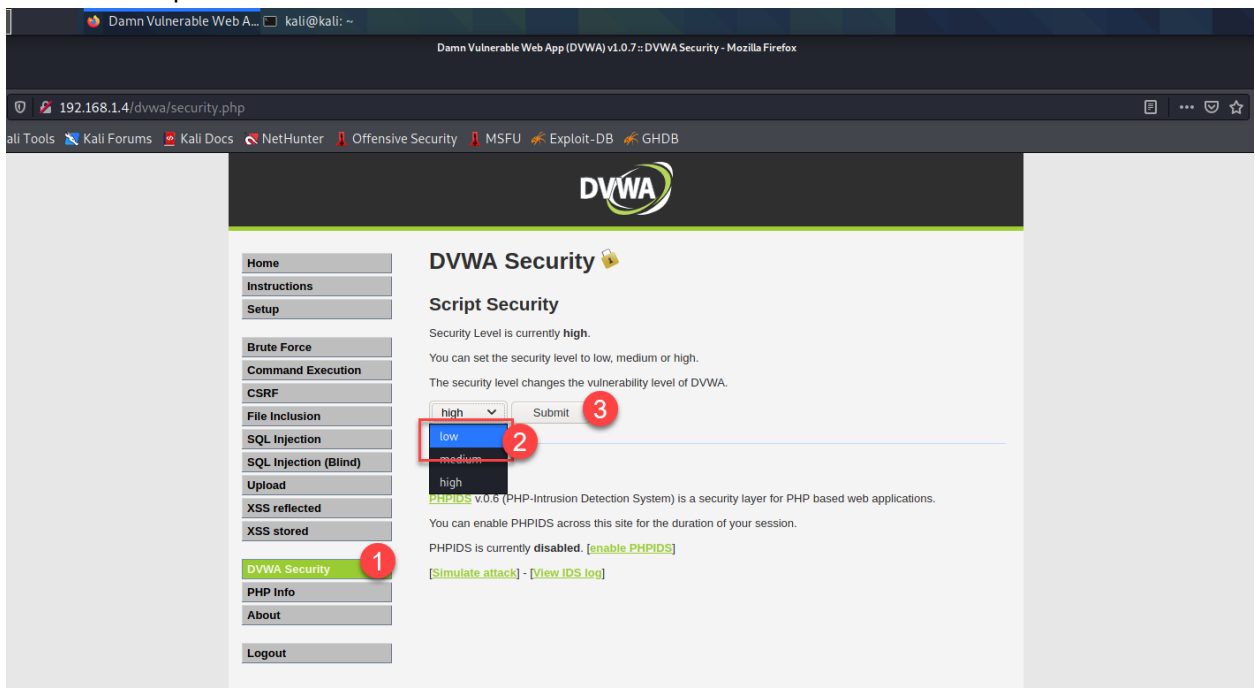 Damn Vulnerable Web A...
kali@kali: ~
Damn Vulnerable Web App (DVWA) v1.0.7 :: DVWA Security - Mozilla Firefox
192.168.1.4/dvwa/security.php
ali Tools Kali Forums Kali Docs NetHunter Offensive Security MSFU Exploit-DB GHDB
DVWA
Home
Instructions
Setup
Brute Force
Command Execution
CSRF
File Inclusion
SQL Injection
SQL Injection (Blind)
Upload
XSS reflected
XSS stored
DVWA Security 1
PHP Info
About
Logout
DVWA Security
Script Security
Security Level is currently high.
You can set the security level to low, medium or high.
The security level changes the vulnerability level of DVWA.
high Submit 3
low 2
medium
high
PHPIDS v.0.6 (PHP-Intrusion Detection System) is a security layer for PHP based web applications.
You can enable PHPIDS across this site for the duration of your session.
PHPIDS is currently disabled. [enable PHPIDS]
[Simulate attack] - [View IDS log]